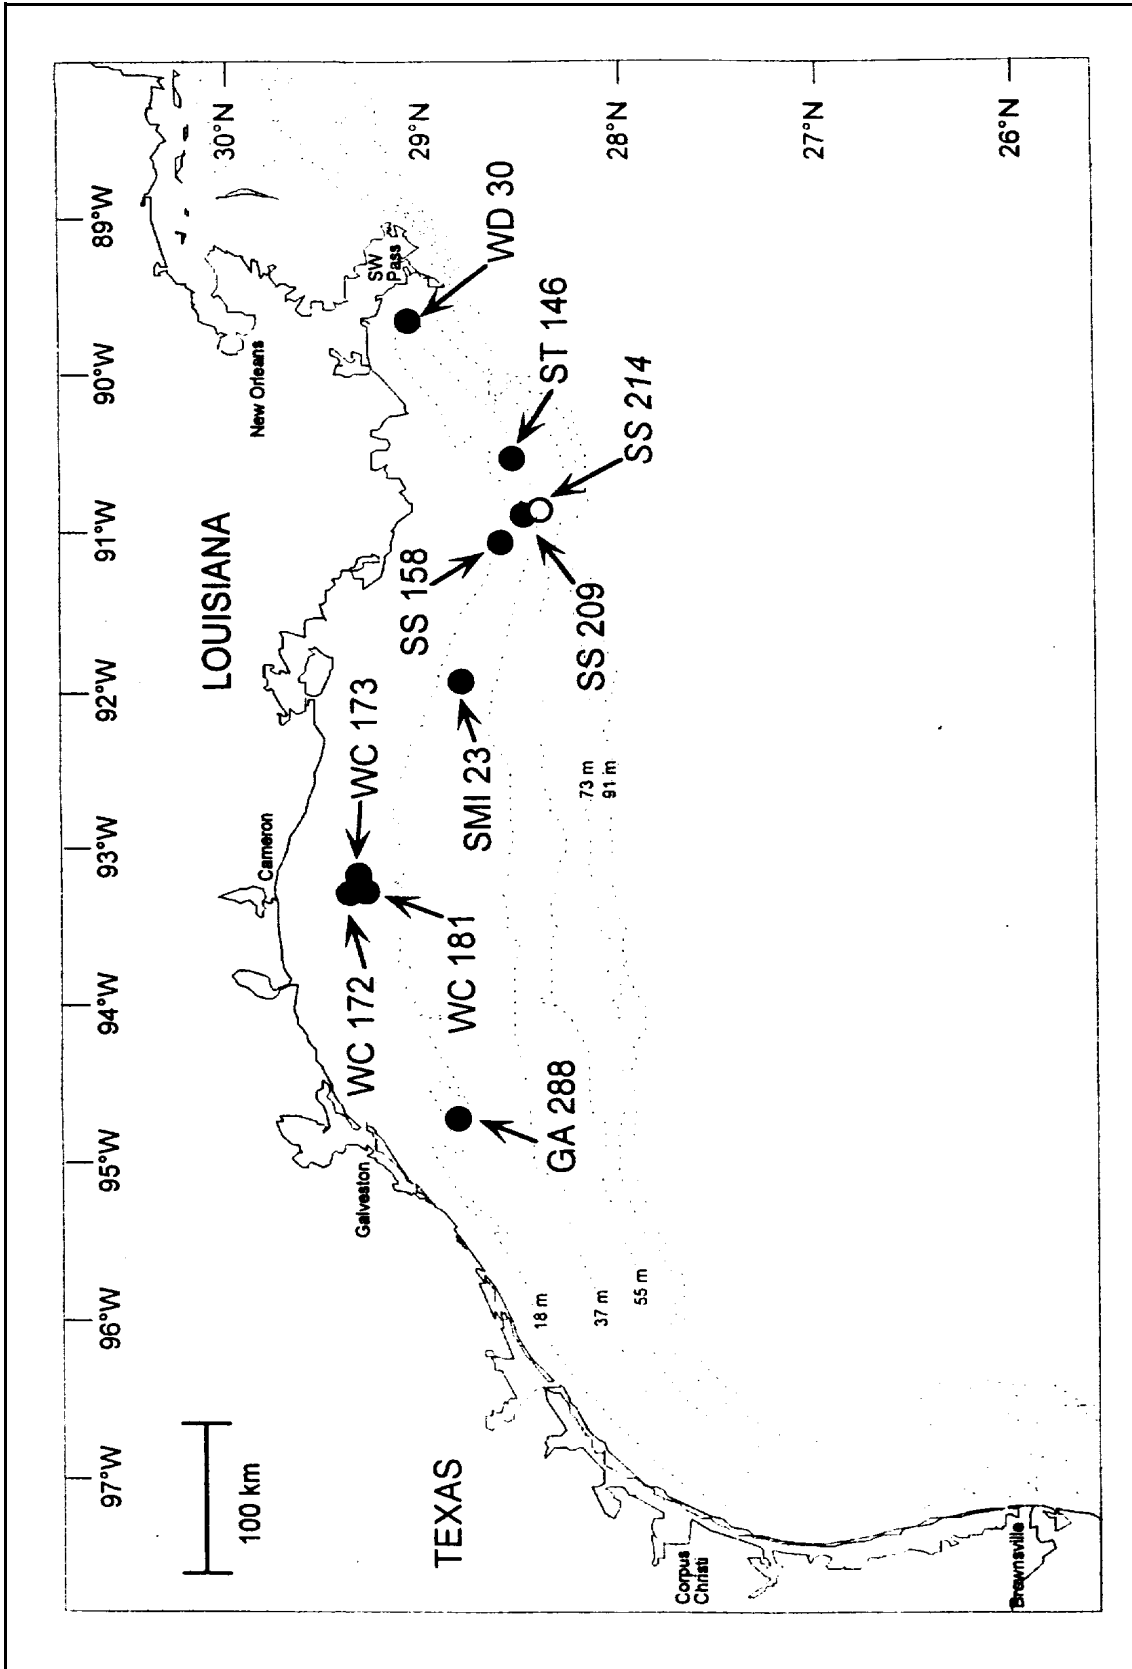 97°W
96°W
95°W
94°W
93°W
92°W
91°W
90°W
89°W
100 km
LOUISIANA
TEXAS
30°N
29°N
28°N
27°N
26°N
New Orleans
Cameron
Galveston
SW
Pass
Corpus
Christi
Brownsville
WC 172
WC 173
WC 181
GA 288
SMI 23
SS 158
SS 209
SS 214
ST 146
WD 30
18 m
37 m
55 m
73 m
91 m